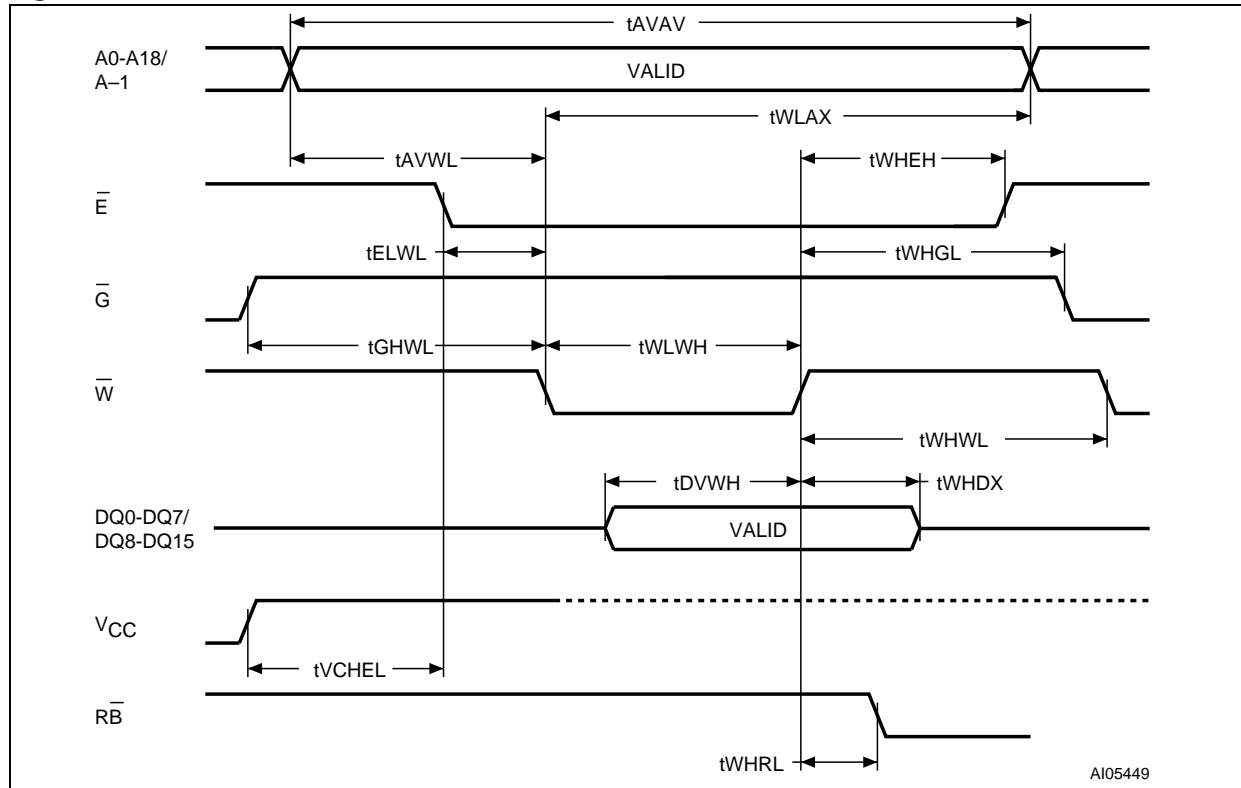 tAVAV
A0-A18/
A–1
VALID
tWLAX
tAVWL
tWHEH
E̅
tELWL
tWHGL
G̅
tGHWL
tWLWH
W̅
tWHWL
tDVWH
tWHDX
DQ0-DQ7/
DQ8-DQ15
VALID
VCC
tVCHEL
RB̅
tWHRL
AI05449